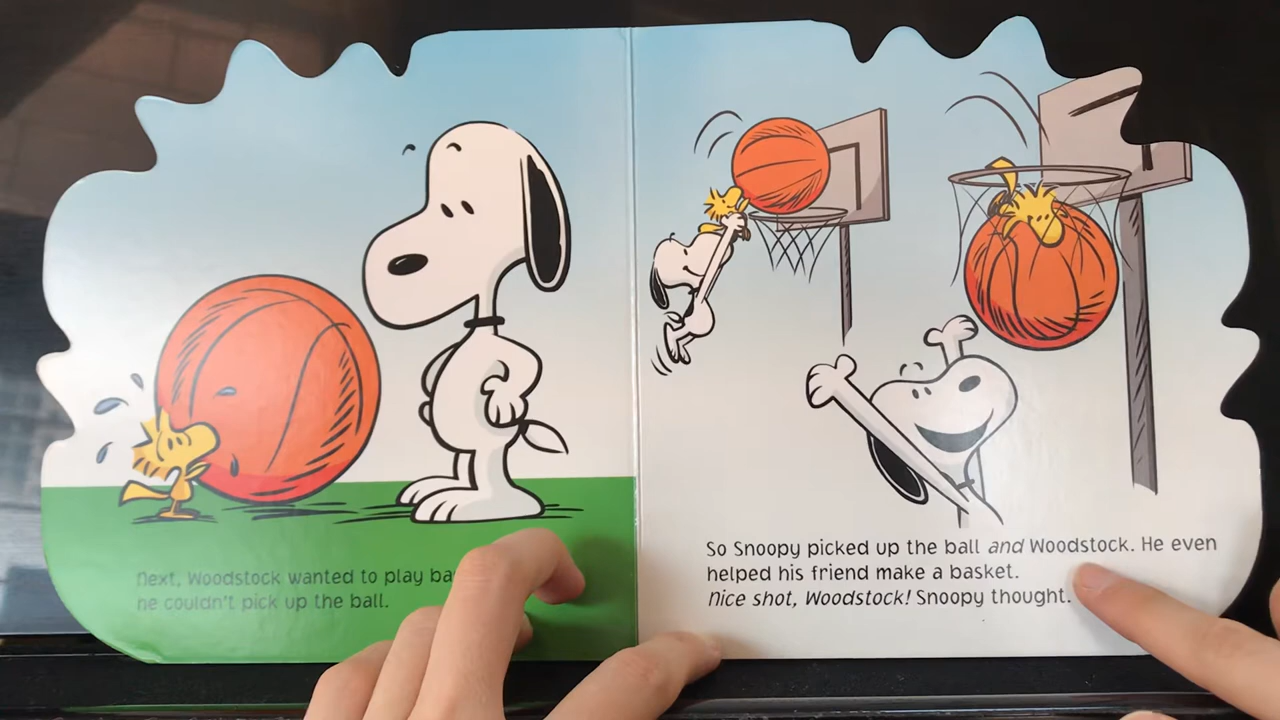 Next, Woodstock wanted to play
he couldn't pick up the ball.
So Snoopy picked up the ball and Woodstock. He even
helped his friend make a basket.
Nice shot, Woodstock! Snoopy thought.